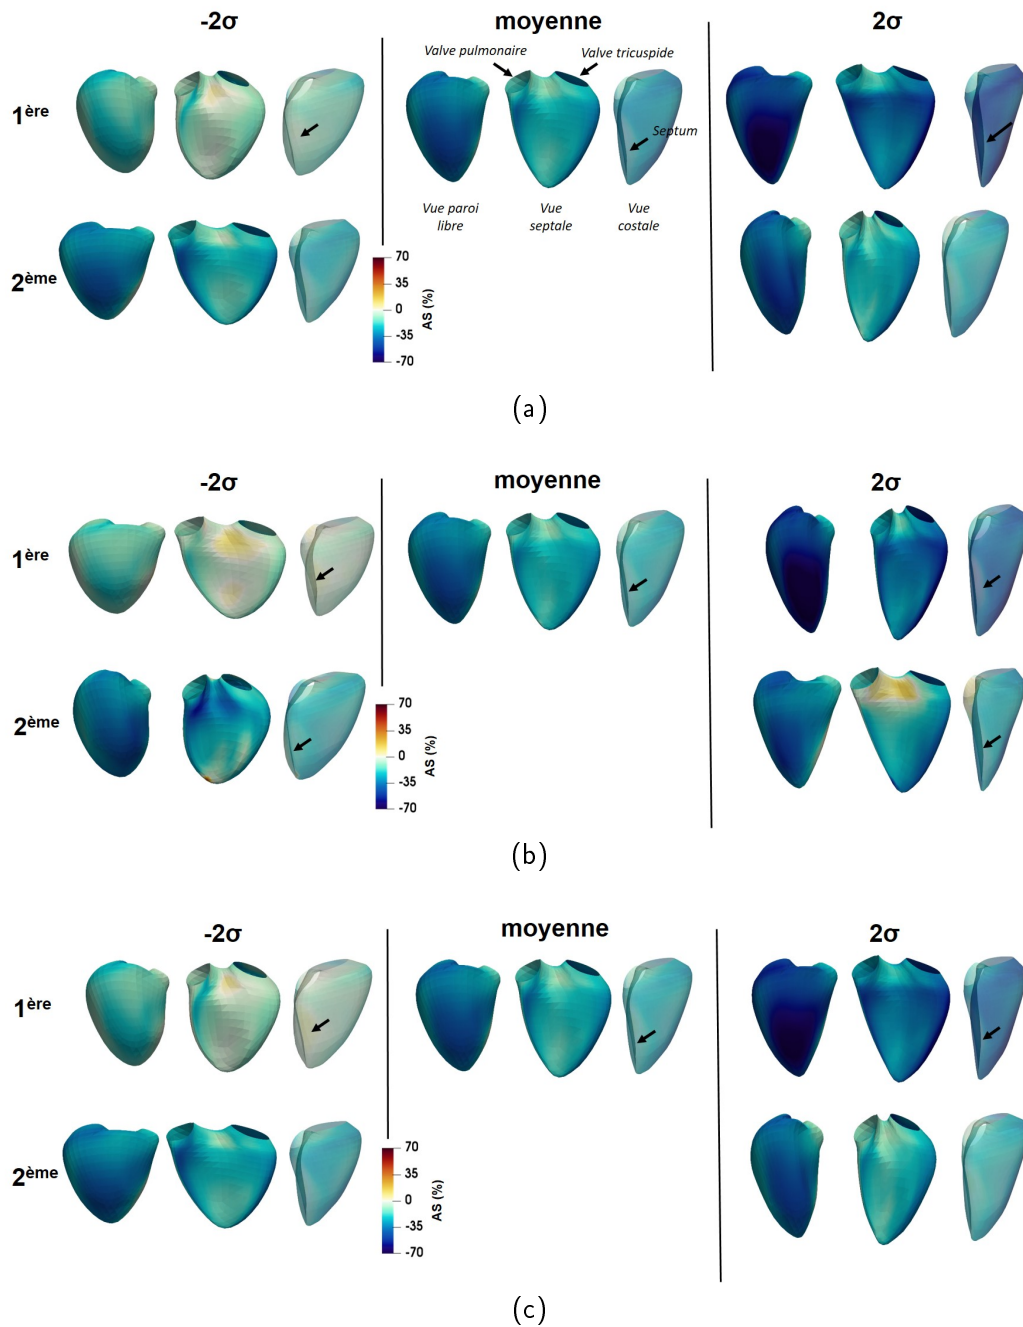 -2σ
moyenne
2σ
Valve pulmonaire
Valve tricuspide
1ère
Septum
Vue paroi
libre
Vue
septale
Vue
costale
2ème
70
35
0
-35
-70
AS (%)
(a)
-2σ
moyenne
2σ
1ère
2ème
70
35
0
-35
-70
AS (%)
(b)
-2σ
moyenne
2σ
1ère
2ème
70
35
0
-35
-70
AS (%)
(c)